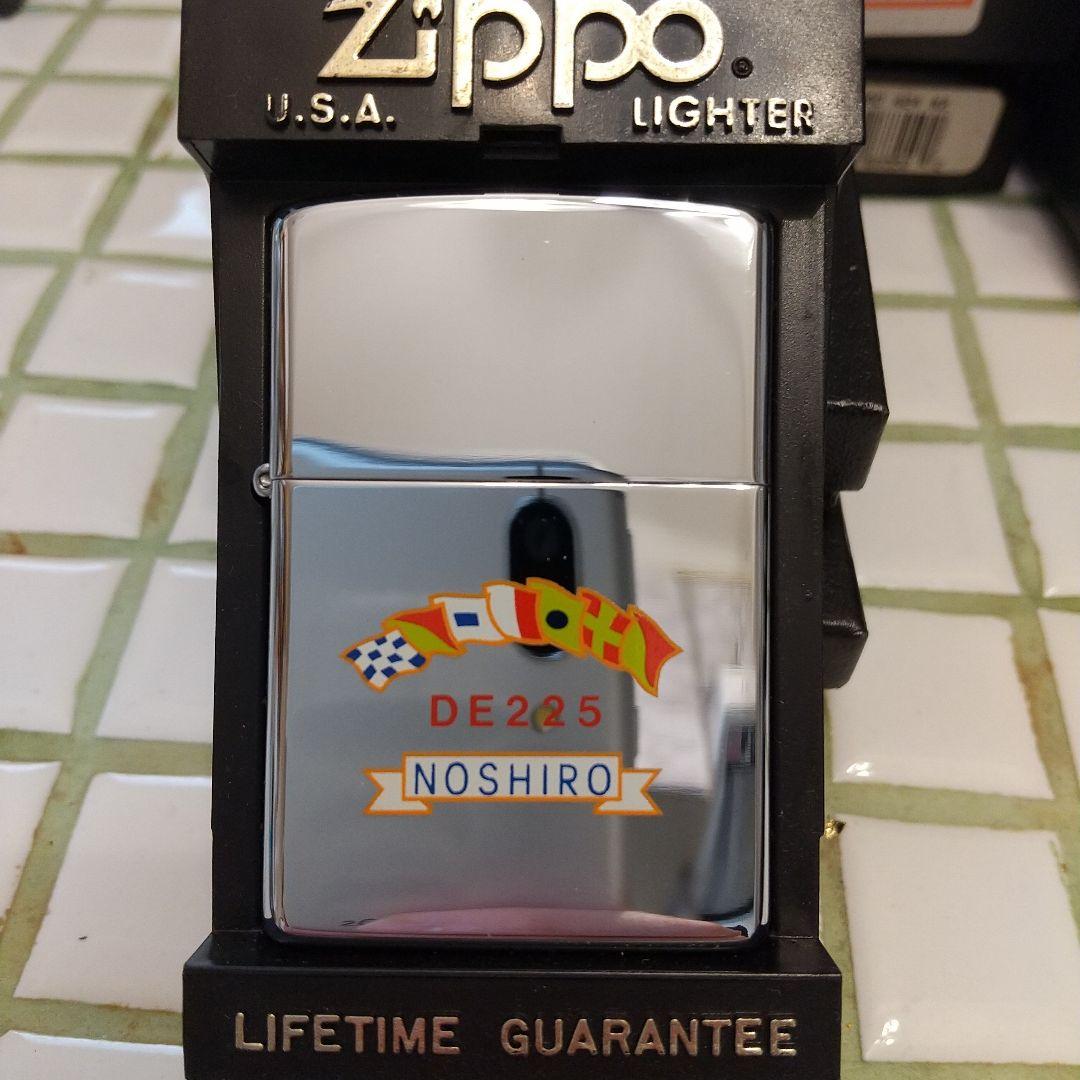 Zippo
U.S.A. LIGHTER
DE225
NOSHIRO
LIFETIME GUARANTEE